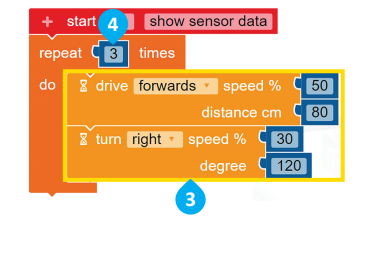 + start 4 show sensor data
repeat 3 times
do drive forwards speed % 50
distance cm 80
turn right speed % 30
degree 120
3